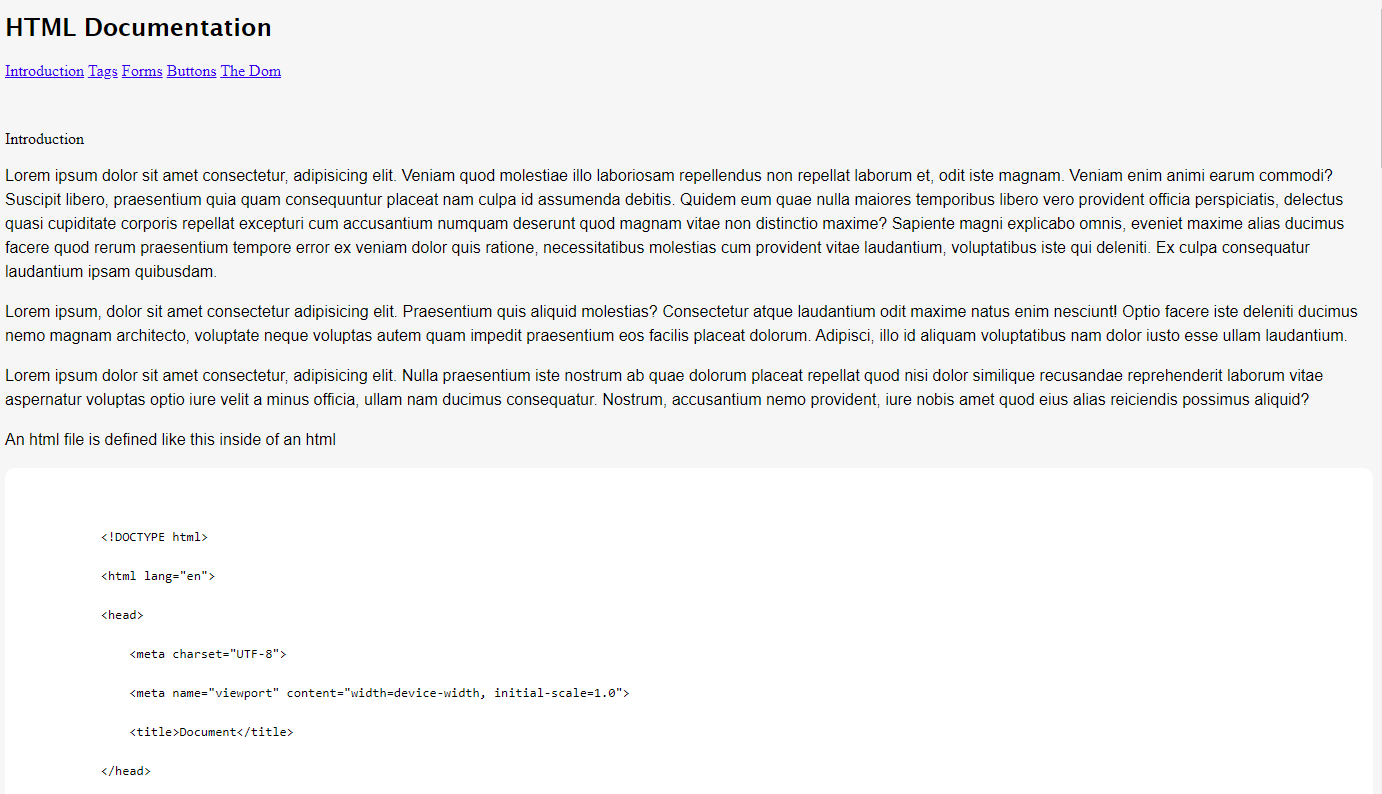 HTML Documentation
Introduction Tags Forms Buttons The Dom
Introduction
Lorem ipsum dolor sit amet consectetur, adipisicing elit. Veniam quod molestiae illo laboriosam repellendus non repellat laborum et, odit iste magnam. Veniam enim animi earum commodi?
Suscipit libero, praesentium quia quam consequuntur placeat nam culpa id assumenda debitis. Quidem eum quae nulla maiores temporibus libero vero provident officia perspiciatis, delectus
quasi cupiditate corporis repellat excepturi cum accusantium numquam deserunt quod magnam vitae non distinctio maxime? Sapiente magni explicabo omnis, eveniet maxime alias ducimus
facere quod rerum praesentium tempore error ex veniam dolor quis ratione, necessitatibus molestias cum provident vitae laudantium, voluptatibus iste qui deleniti. Ex culpa consequatur
laudantium ipsam quibusdam.
Lorem ipsum, dolor sit amet consectetur adipisicing elit. Praesentium quis aliquid molestias? Consectetur atque laudantium odit maxime natus enim nesciunt! Optio facere iste deleniti ducimus
nemo magnam architecto, voluptate neque voluptas autem quam impedit praesentium eos facilis placeat dolorum. Adipisci, illo id aliquam voluptatibus nam dolor iusto esse ullam laudantium.
Lorem ipsum dolor sit amet consectetur, adipisicing elit. Nulla praesentium iste nostrum ab quae dolorum placeat repellat quod nisi dolor similique recusandae reprehenderit laborum vitae
aspernatur voluptas optio iure velit a minus officia, ullam nam ducimus consequatur. Nostrum, accusantium nemo provident, iure nobis amet quod eius alias reiciendis possimus aliquid?
An html file is defined like this inside of an html
<!DOCTYPE html>
<html lang="en">
<head>
<meta charset="UTF-8">
<meta name="viewport" content="width=device-width, initial-scale=1.0">
<title>Document</title>
</head>